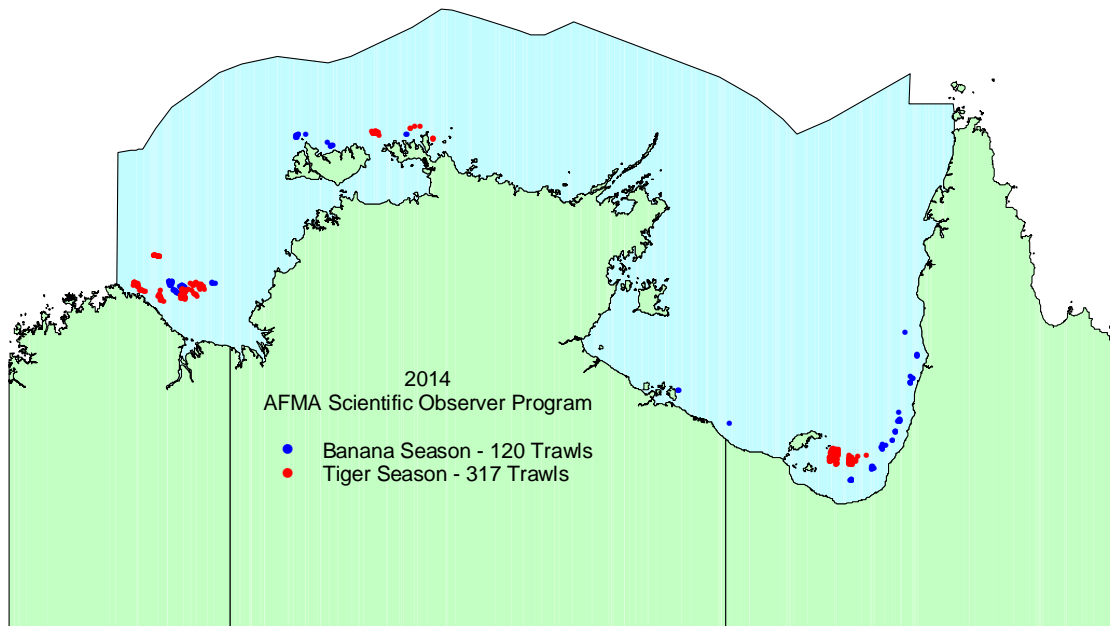 2014
AFMA Scientific Observer Program
Banana Season - 120 Trawls
Tiger Season - 317 Trawls